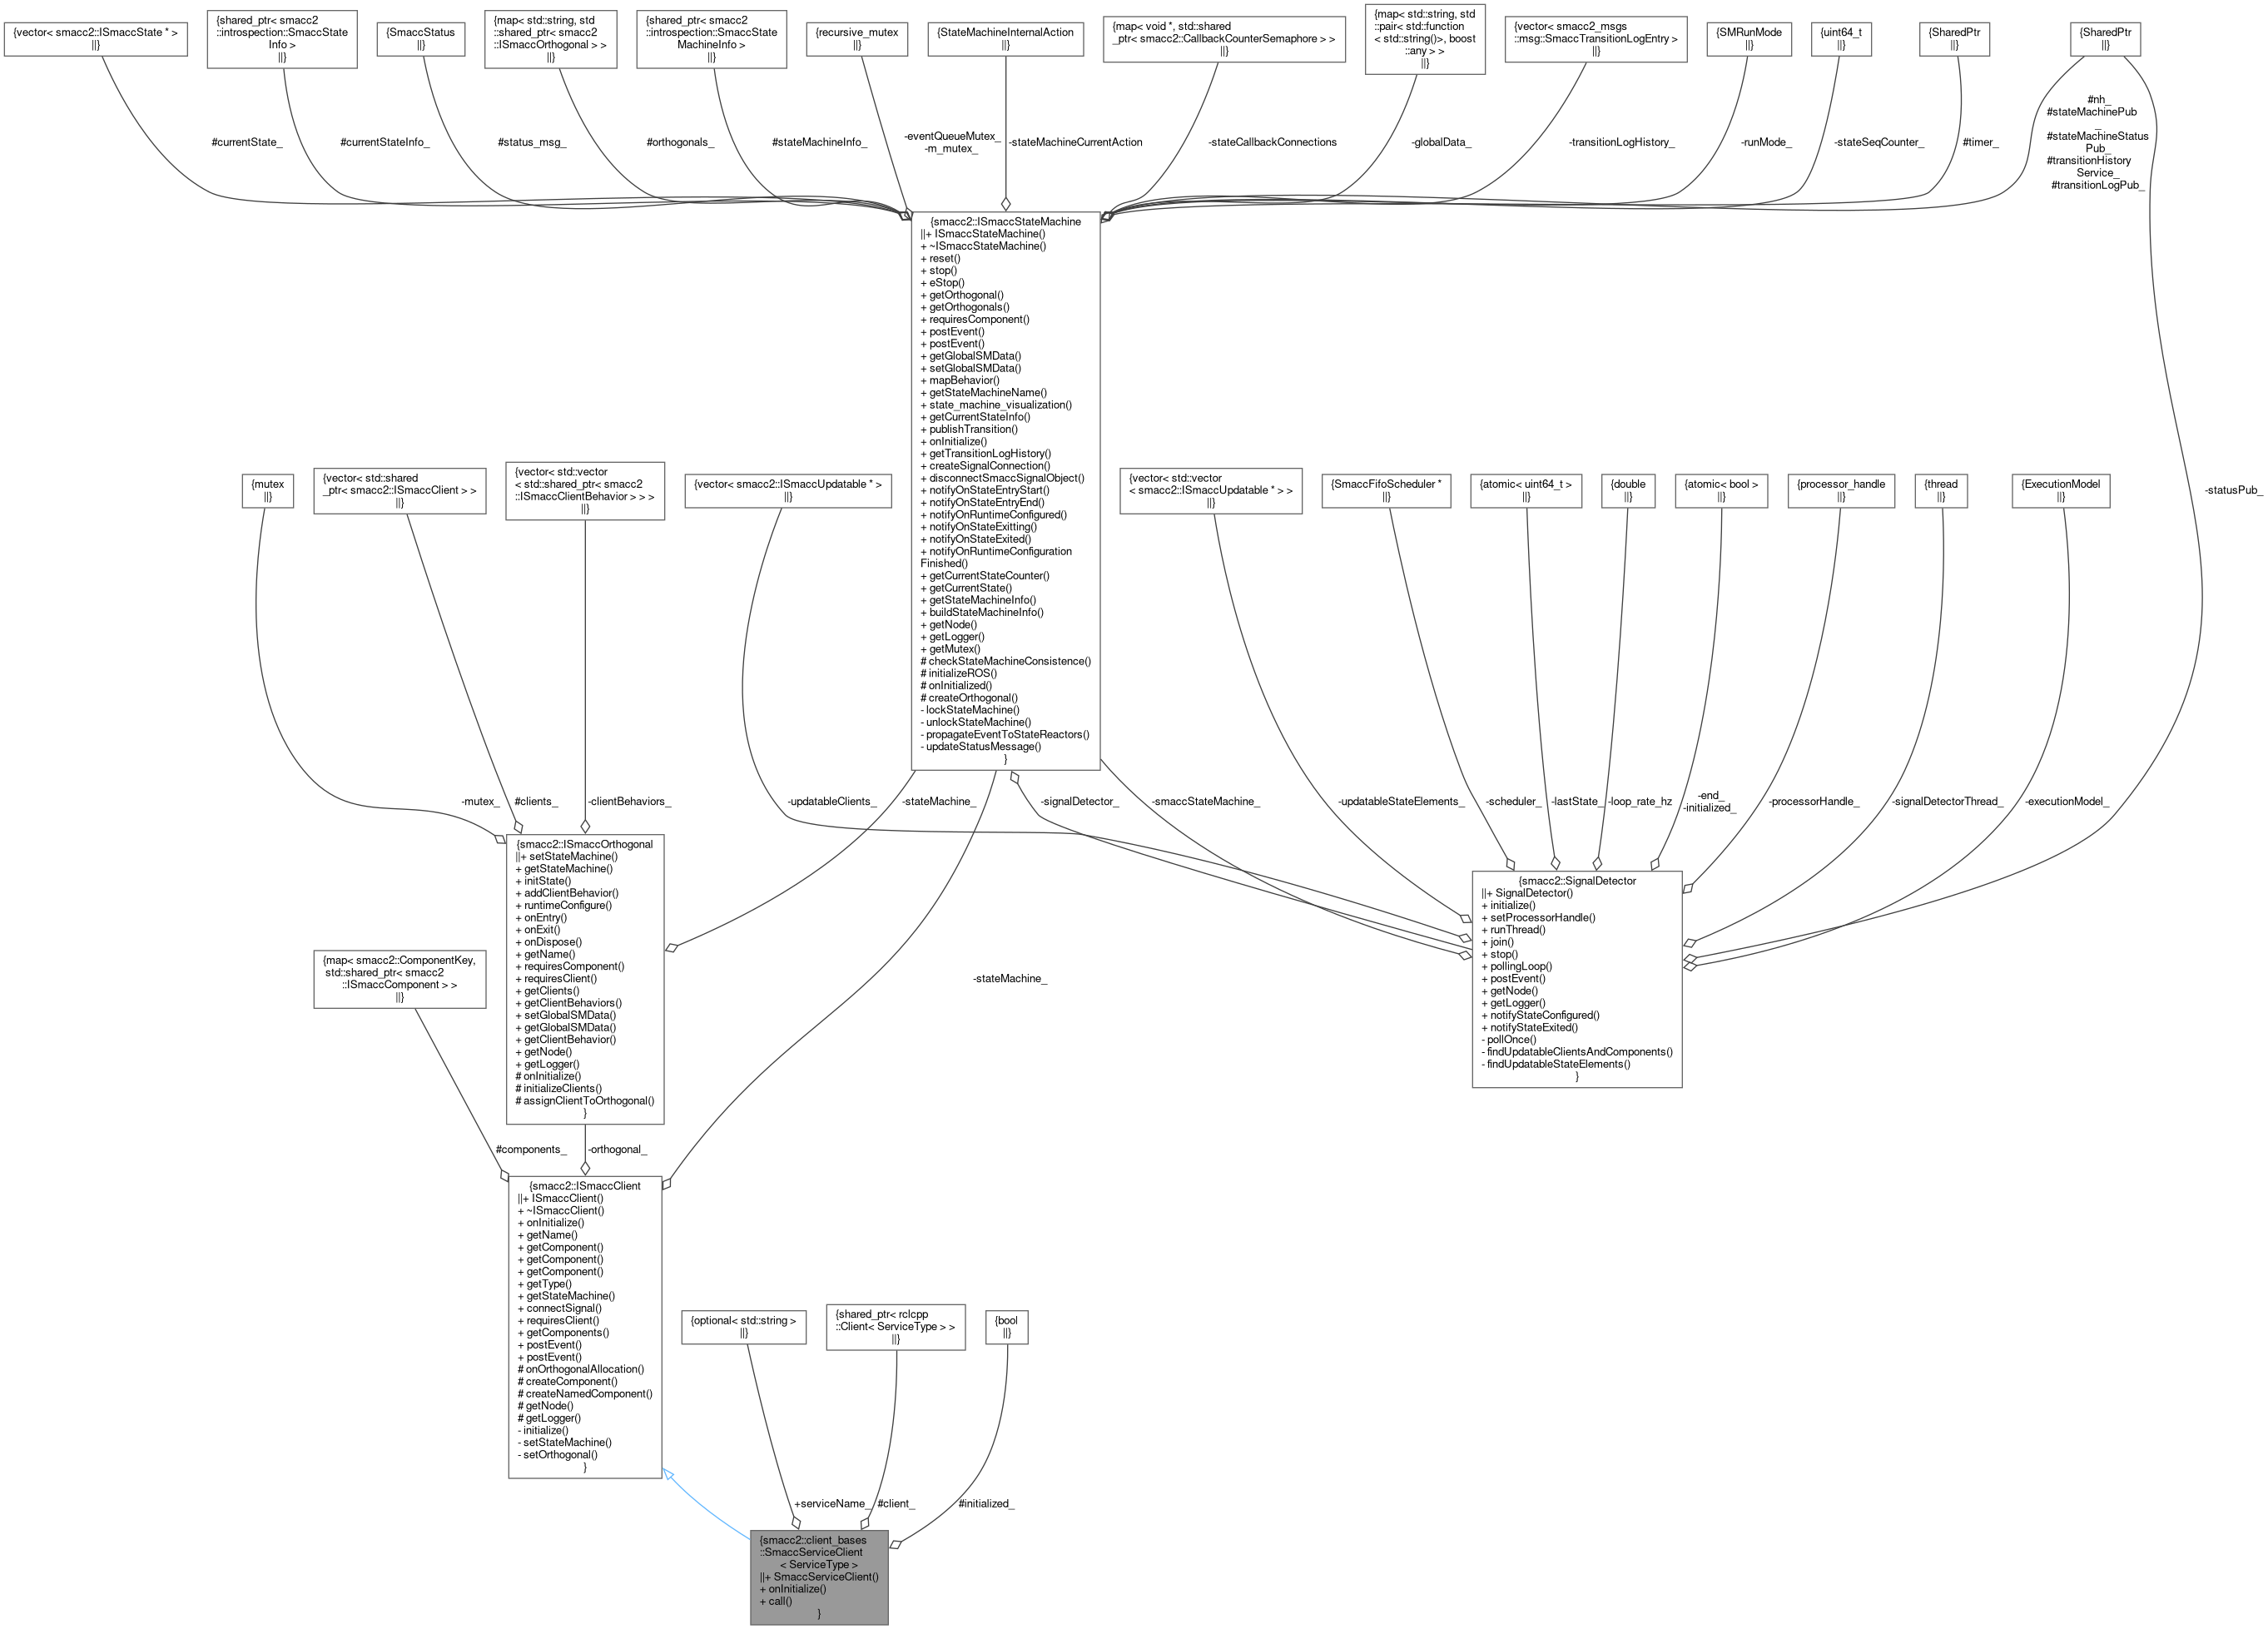 {vector< smacc2::ISmaccState * >
||}
{shared_ptr< smacc2
::introspection::SmaccState
Info >
||}
{SmaccStatus
||}
{map< std::string, std
::shared_ptr< smacc2
::ISmaccOrthogonal > >
||}
{shared_ptr< smacc2
::introspection::SmaccState
MachineInfo >
||}
{recursive_mutex
||}
{StateMachineInternalAction
||}
{map< void *, std::shared
_ptr< smacc2::CallbackCounterSemaphore > >
||}
{map< std::string, std
::pair< std::function
< std::string()>, boost
::any > >
||}
{vector< smacc2_msgs
::msg::SmaccTransitionLogEntry >
||}
{SMRunMode
||}
{uint64_t
||}
{SharedPtr
||}
{SharedPtr
||}
#currentState_
#currentStateInfo_
#status_msg_
#orthogonals_
#stateMachineInfo_
-eventQueueMutex_
-m_mutex_
-stateMachineCurrentAction
-stateCallbackConnections
-globalData_
-transitionLogHistory_
-runMode_
-stateSeqCounter_
#timer_
#nh_
#stateMachinePub
_
#stateMachineStatus
Pub_
#transitionHistory
Service_
#transitionLogPub_
{smacc2::ISmaccStateMachine
||+ ISmaccStateMachine()
+ ~ISmaccStateMachine()
+ reset()
+ stop()
+ eStop()
+ getOrthogonal()
+ getOrthogonals()
+ requiresComponent()
+ postEvent()
+ postEvent()
+ getGlobalSMData()
+ setGlobalSMData()
+ mapBehavior()
+ getStateMachineName()
+ state_machine_visualization()
+ getCurrentStateInfo()
+ publishTransition()
+ onInitialize()
+ getTransitionLogHistory()
+ createSignalConnection()
+ disconnectSmaccSignalObject()
+ notifyOnStateEntryStart()
+ notifyOnStateEntryEnd()
+ notifyOnRuntimeConfigured()
+ notifyOnStateExitting()
+ notifyOnStateExited()
+ notifyOnRuntimeConfiguration
Finished()
+ getCurrentStateCounter()
+ getCurrentState()
+ getStateMachineInfo()
+ buildStateMachineInfo()
+ getNode()
+ getLogger()
+ getMutex()
# checkStateMachineConsistence()
# initializeROS()
# onInitialized()
# createOrthogonal()
- lockStateMachine()
- unlockStateMachine()
- propagateEventToStateReactors()
- updateStatusMessage()
}
{mutex
||}
{vector< std::shared
_ptr< smacc2::ISmaccClient > >
||}
{vector< std::vector
< std::shared_ptr< smacc2
::ISmaccClientBehavior > > >
||}
{vector< smacc2::ISmaccUpdatable * >
||}
{vector< std::vector
< smacc2::ISmaccUpdatable * > >
||}
{SmaccFifoScheduler *
||}
{atomic< uint64_t >
||}
{double
||}
{atomic< bool >
||}
{processor_handle
||}
{thread
||}
{ExecutionModel
||}
-statusPub_
-mutex_
#clients_
-clientBehaviors_
-updatableClients_
-stateMachine_
-signalDetector_
-smaccStateMachine_
-updatableStateElements_
-scheduler_
-lastState_
-loop_rate_hz
-end_
-initialized_
-processorHandle_
-signalDetectorThread_
-executionModel_
{smacc2::ISmaccOrthogonal
||+ setStateMachine()
+ getStateMachine()
+ initState()
+ addClientBehavior()
+ runtimeConfigure()
+ onEntry()
+ onExit()
+ onDispose()
+ getName()
+ requiresComponent()
+ requiresClient()
+ getClients()
+ getClientBehaviors()
+ setGlobalSMData()
+ getGlobalSMData()
+ getClientBehavior()
+ getNode()
+ getLogger()
# onInitialize()
# initializeClients()
# assignClientToOrthogonal()
}
{smacc2::SignalDetector
||+ SignalDetector()
+ initialize()
+ setProcessorHandle()
+ runThread()
+ join()
+ stop()
+ pollingLoop()
+ postEvent()
+ getNode()
+ getLogger()
+ notifyStateConfigured()
+ notifyStateExited()
- pollOnce()
- findUpdatableClientsAndComponents()
- findUpdatableStateElements()
}
{map< smacc2::ComponentKey,
std::shared_ptr< smacc2
::ISmaccComponent > >
||}
-stateMachine_
#components_
-orthogonal_
{smacc2::ISmaccClient
||+ ISmaccClient()
+ ~ISmaccClient()
+ onInitialize()
+ getName()
+ getComponent()
+ getComponent()
+ getComponent()
+ getType()
+ getStateMachine()
+ connectSignal()
+ requiresClient()
+ getComponents()
+ postEvent()
+ postEvent()
# onOrthogonalAllocation()
# createComponent()
# createNamedComponent()
# getNode()
# getLogger()
- initialize()
- setStateMachine()
- setOrthogonal()
}
{optional< std::string >
||}
{shared_ptr< rclcpp
::Client< ServiceType > >
||}
{bool
||}
+serviceName_
#client_
#initialized_
{smacc2::client_bases
::SmaccServiceClient
< ServiceType >
||+ SmaccServiceClient()
+ onInitialize()
+ call()
}